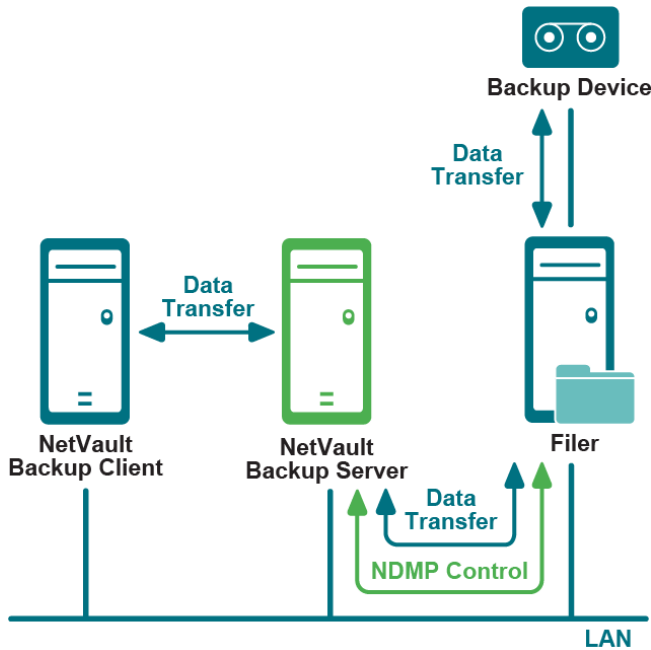 Backup Device
Data
Transfer
Data
Transfer
NetVault
Backup Client
NetVault
Backup Server
Filer
Data
Transfer
NDMP Control
LAN